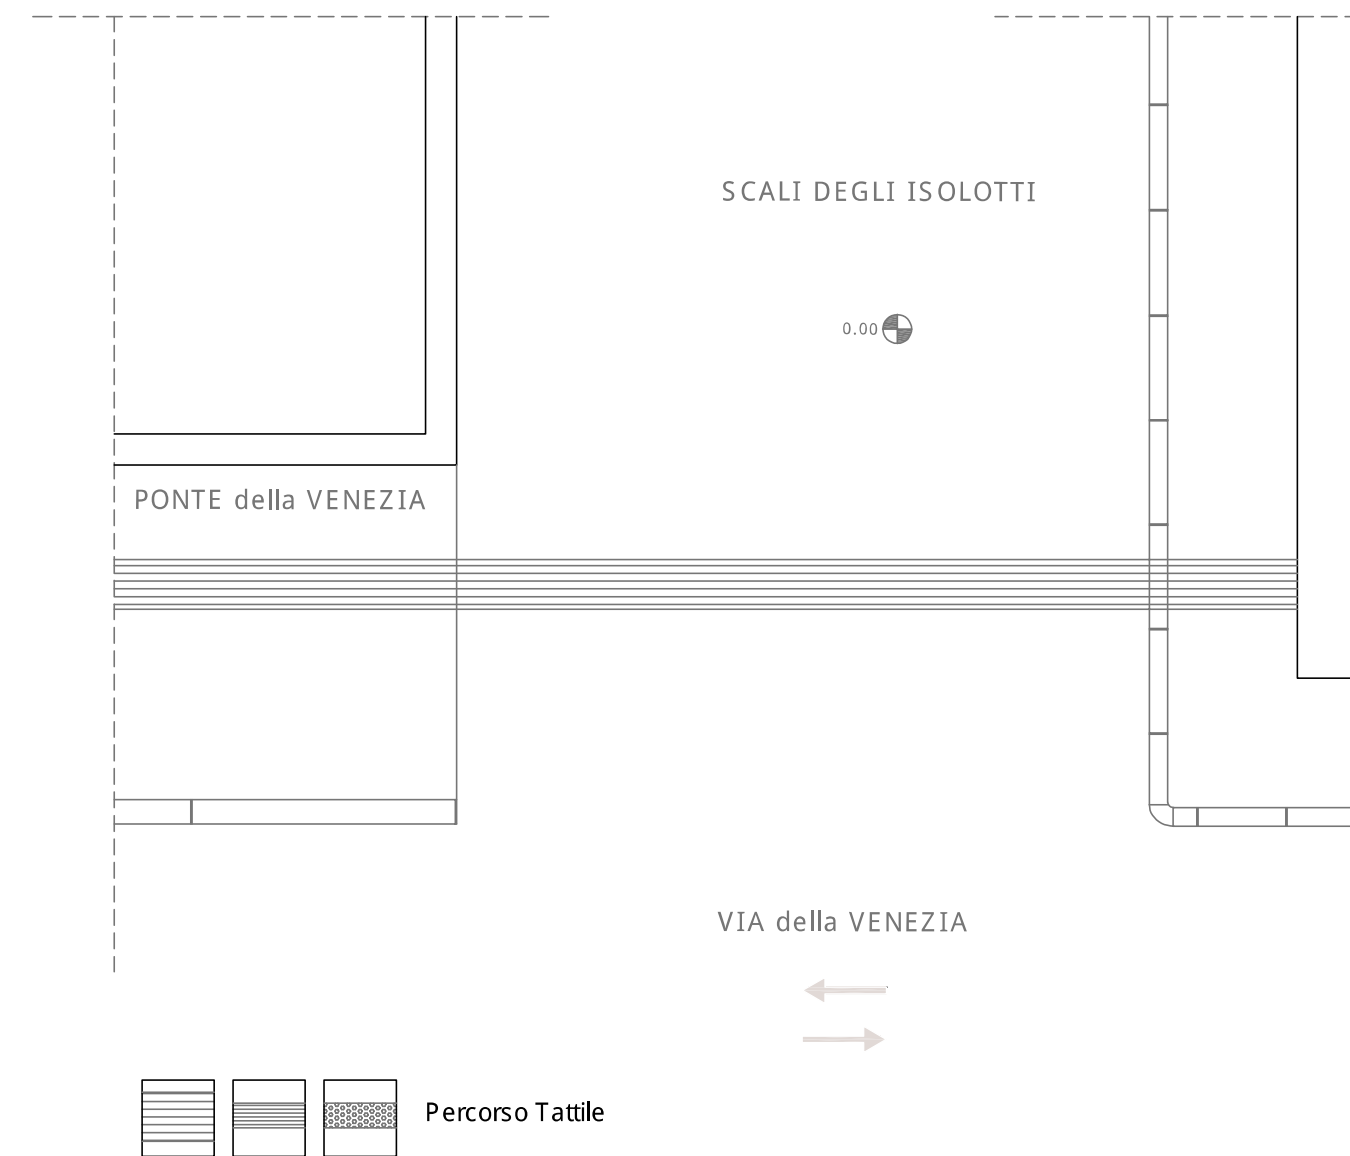 SCALI DEGLI ISOLOTTI
0.00
PONTE della VENEZIA
VIA della VENEZIA
Percorso Tattile